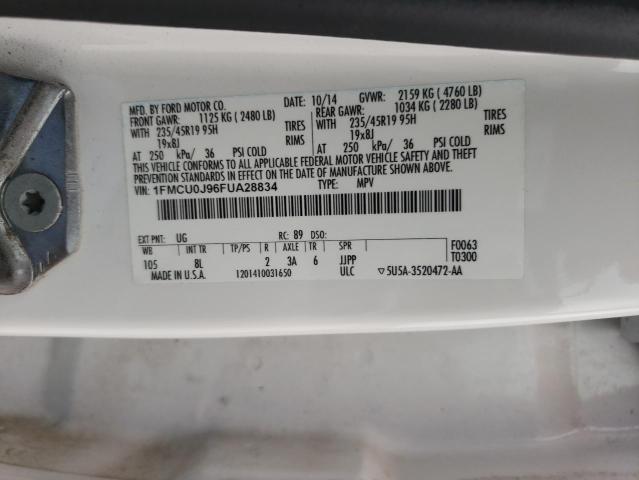 MFD. BY FORD MOTOR CO.
DATE: 10/14 GVWR: 2159 KG ( 4760 LB)
FRONT GAWR: 1125 KG ( 2480 LB) REAR GAWR: 1034 KG ( 2280 LB)
WITH 235/45R19 95H TIRES WITH 235/45R19 95H TIRES
19x8J RIMS 19x8J RIMS
AT 250 kPa/ 36 PSI COLD AT 250 kPa/ 36 PSI COLD
THIS VEHICLE CONFORMS TO ALL APPLICABLE FEDERAL MOTOR VEHICLE SAFETY AND THEFT
PREVENTION STANDARDS IN EFFECT ON THE DATE OF MANUFACTURE SHOWN ABOVE.
VIN: 1FMCU0J96FUA28834 TYPE: MPV
EXT PNT: UG RC: 89 DSO: F0063
WB INT TR TP/PS R AXLE TR SPR T0300
105 8L 2 3A 6 JJPP
MADE IN U.S.A. 1201410031650 ULC 5U5A-3520472-AA